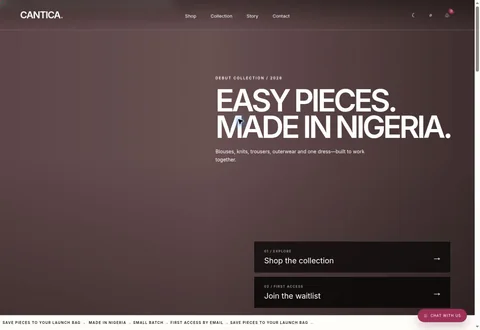 CANTICA.
Shop Collection Story Contact
DEBUT COLLECTION / 2026
EASY PIECES.
MADE IN NIGERIA.
Blouses, knits, trousers, outerwear and one dress—built to work
together.
01 / EXPLORE
Shop the collection →
02 / FIRST ACCESS
Join the waitlist →
CHAT WITH US
SAVE PIECES TO YOUR LAUNCH BAG . MADE IN NIGERIA . SMALL BATCH . FIRST ACCESS BY EMAIL . SAVE PIECES TO YOUR LAUNCH BAG .